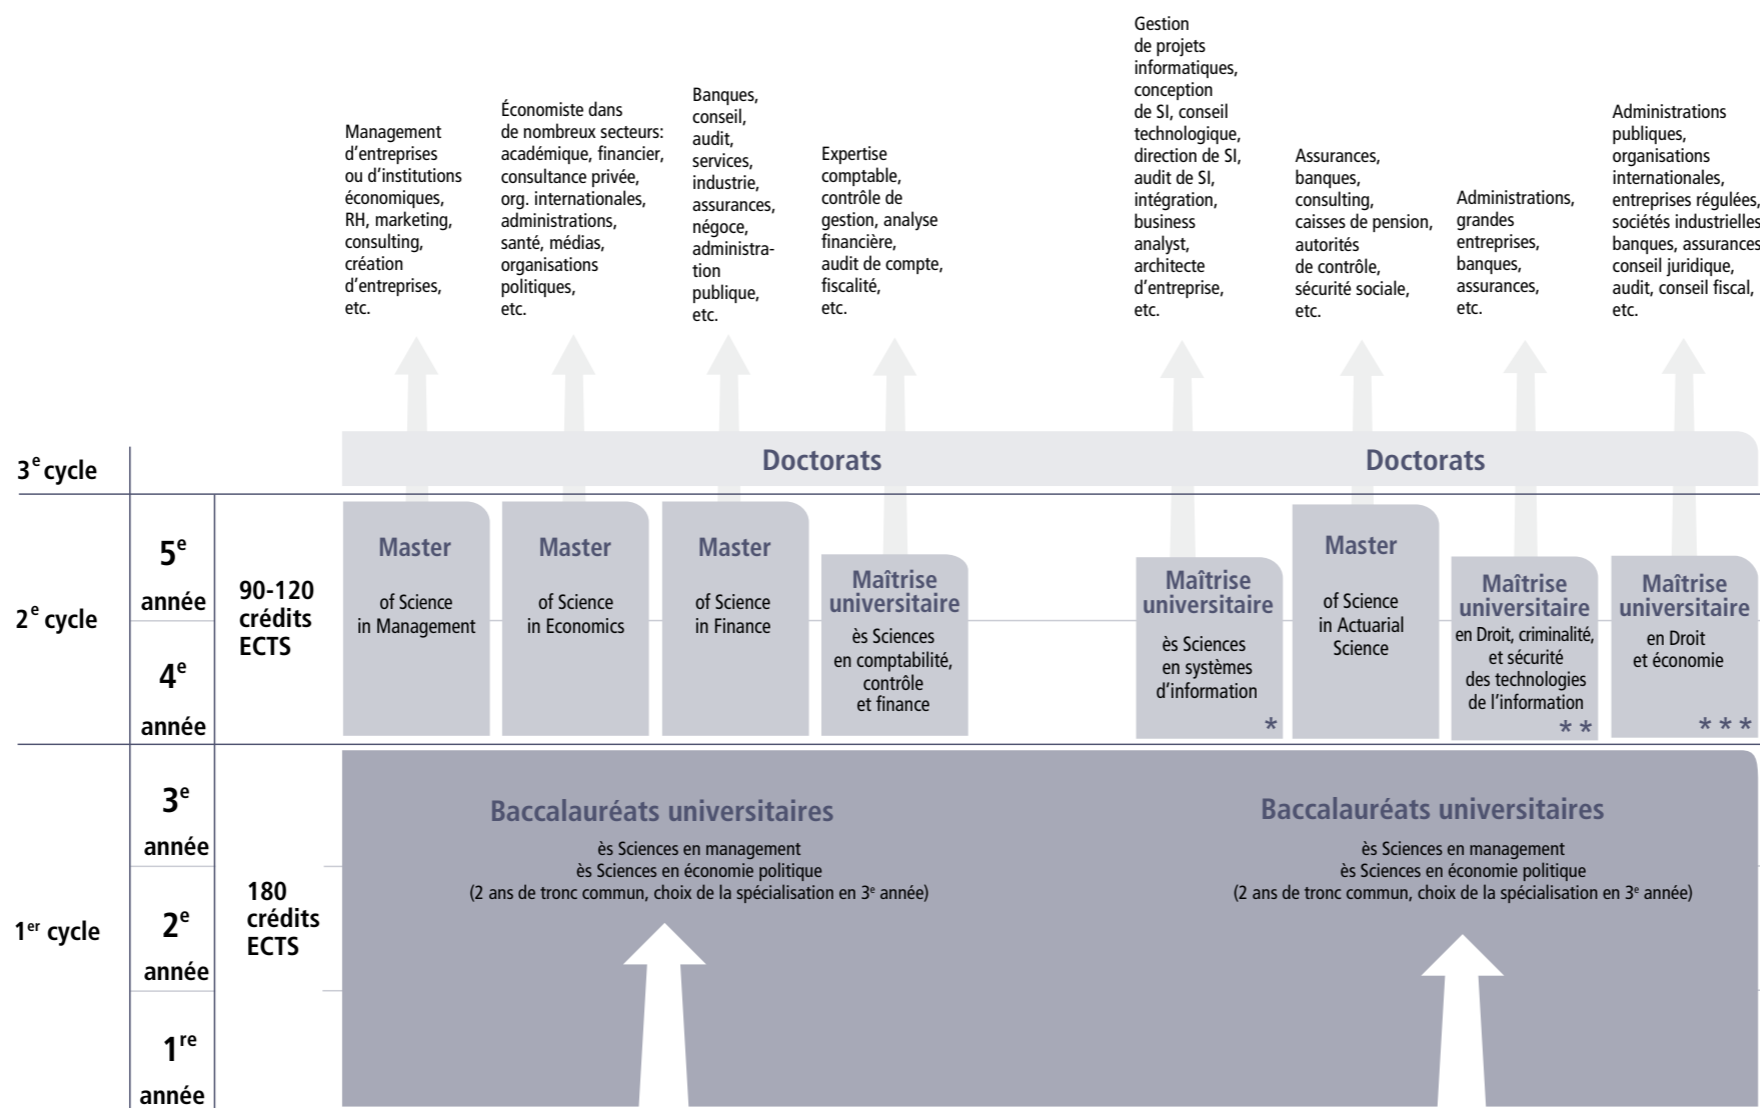 Management
d'entreprises
ou d'institutions
économiques,
RH, marketing,
consulting,
création
d'entreprises,
etc.
Économiste dans
de nombreux secteurs:
académique, financier,
consultance privée,
org. internationales,
administrations,
santé, médias,
organisations
politiques,
etc.
Banques,
conseil,
audit,
services,
industrie,
assurances,
négoce,
administra-
tion
publique,
etc.
Expertise
comptable,
contrôle de
gestion, analyse
financière,
audit de compte,
fiscalité,
etc.
Gestion
de projets
informatiques,
conception
de SI, conseil
technologique,
direction de SI,
audit de SI,
intégration,
business
analyst,
architecte
d'entreprise,
etc.
Assurances,
banques,
consulting,
caisses de pension,
autorités
de contrôle,
sécurité sociale,
etc.
Administrations,
grandes
entreprises,
banques,
assurances,
etc.
Administrations
publiques,
organisations
internationales,
entreprises régulées,
sociétés industrielles
banques, assurances
conseil juridique,
audit, conseil fiscal,
etc.
3e cycle
Doctorats
Doctorats
2e cycle
5e
année
4e
année
90-120
crédits
ECTS
Master
of Science
in Management
Master
of Science
in Economics
Master
of Science
in Finance
Maîtrise
universitaire
ès Sciences
en comptabilité,
contrôle
et finance
Maîtrise
universitaire
ès Sciences
en systèmes
d'information
*
Master
of Science
in Actuarial
Science
Maîtrise
universitaire
en Droit, criminalité,
et sécurité
des technologies
de l'information
* *
Maîtrise
universitaire
en Droit
et économie
* * *
1er cycle
3e
année
2e
année
1re
année
180
crédits
ECTS
Baccalauréats universitaires
ès Sciences en management
ès Sciences en économie politique
(2 ans de tronc commun, choix de la spécialisation en 3e année)
Baccalauréats universitaires
ès Sciences en management
ès Sciences en économie politique
(2 ans de tronc commun, choix de la spécialisation en 3e année)